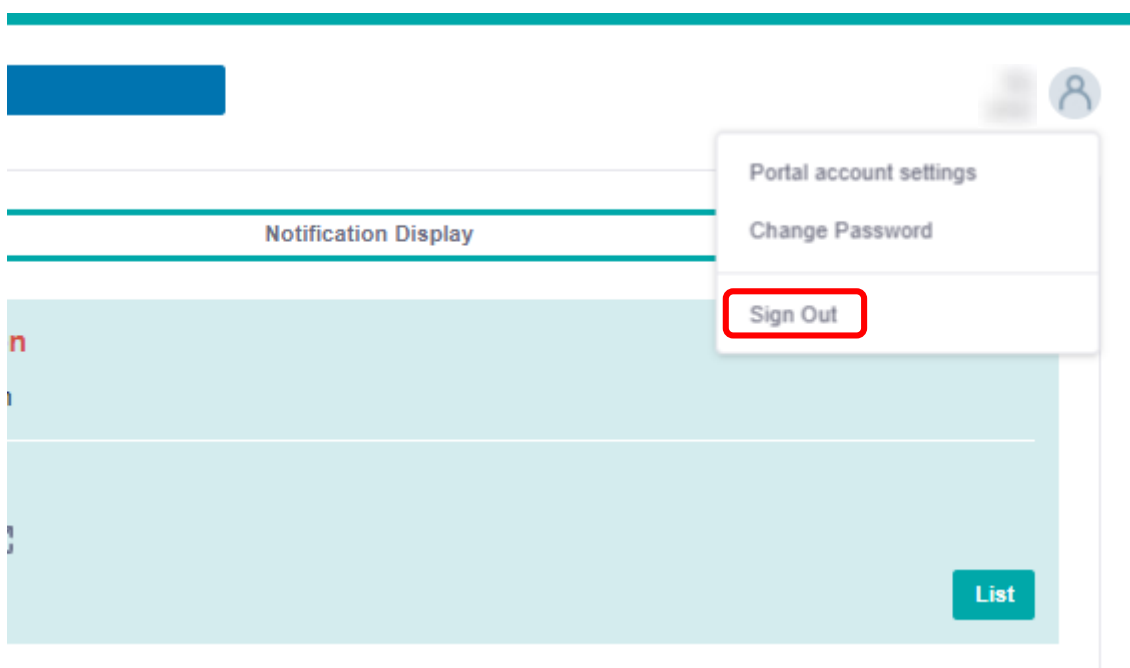 Portal account settings
Notification Display
Change Password
Sign Out
n
List